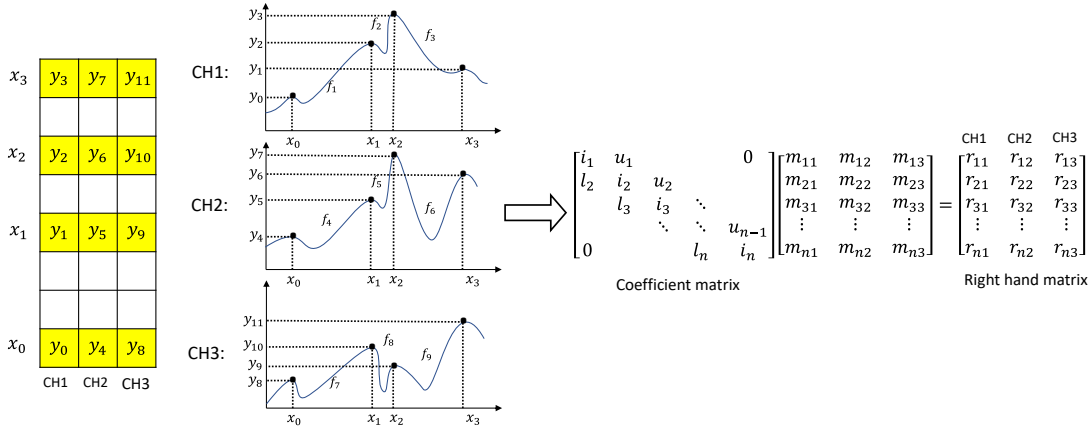 x₃ y₃ y₇ y₁₁
x₂ y₂ y₆ y₁₀
x₁ y₁ y₅ y₉
x₀ y₀ y₄ y₈
CH1 CH2 CH3
CH1:
y₃
y₂
y₁
y₀
f₁ f₂ f₃
x₀ x₁ x₂ x₃
CH2:
y₇
y₆
y₅
y₄
f₄ f₅ f₆
x₀ x₁ x₂ x₃
CH3:
y₁₁
y₁₀
y₉
y₈
f₇ f₈ f₉
x₀ x₁ x₂ x₃
CH1 CH2 CH3
i₁ u₁ 0 m₁₁ m₁₂ m₁₃ r₁₁ r₁₂ r₁₃
l₂ i₂ u₂ m₂₁ m₂₂ m₂₃ r₂₁ r₂₂ r₂₃
l₃ i₃ ⋱ m₃₁ m₃₂ m₃₃ = r₃₁ r₃₂ r₃₃
⋱ ⋱ uₙ₋₁ ⋮ ⋮ ⋮ ⋮ ⋮ ⋮
0 lₙ iₙ mₙ₁ mₙ₂ mₙ₃ rₙ₁ rₙ₂ rₙ₃
Coefficient matrix
Right hand matrix